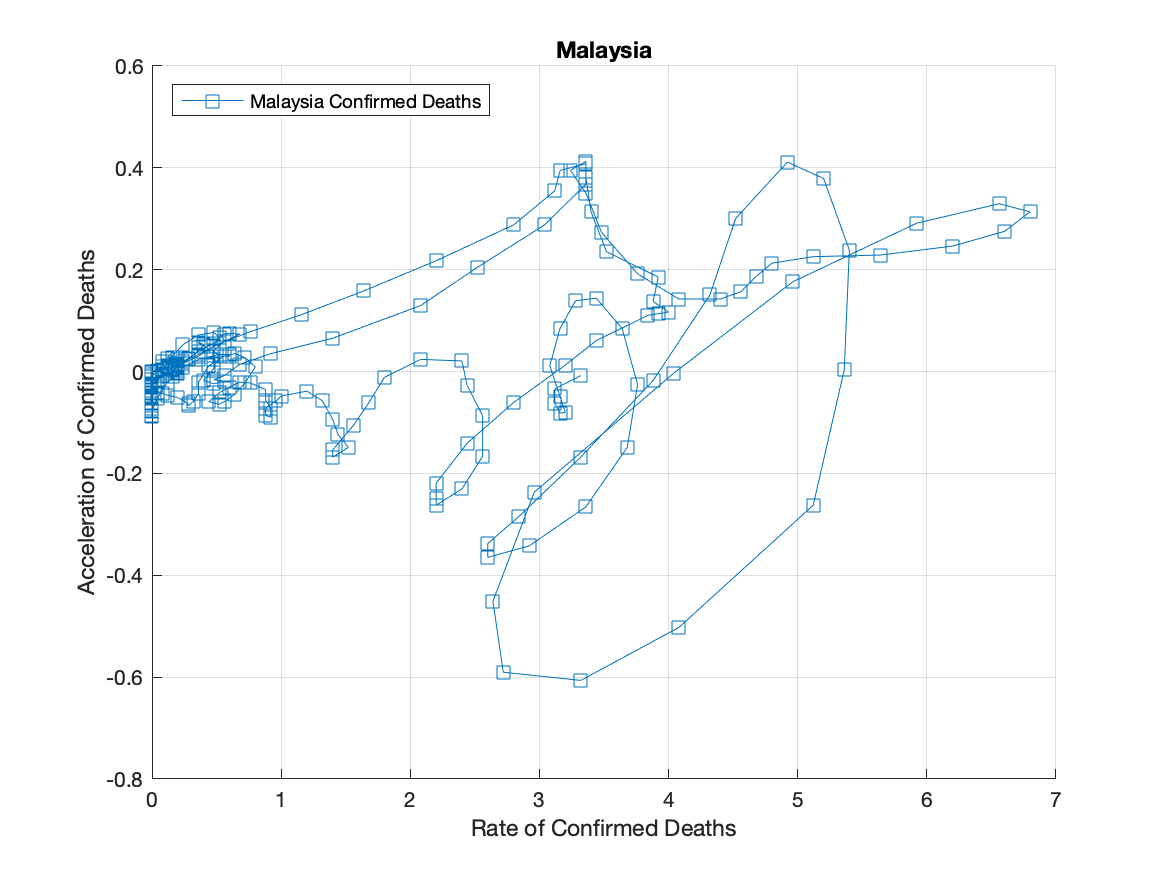 Malaysia
0.6
Malaysia Confirmed Deaths
0.4
0.2
0
-0.2
-0.4
-0.6
-0.8
Acceleration of Confirmed Deaths
0 1 2 3 4 5 6 7
Rate of Confirmed Deaths